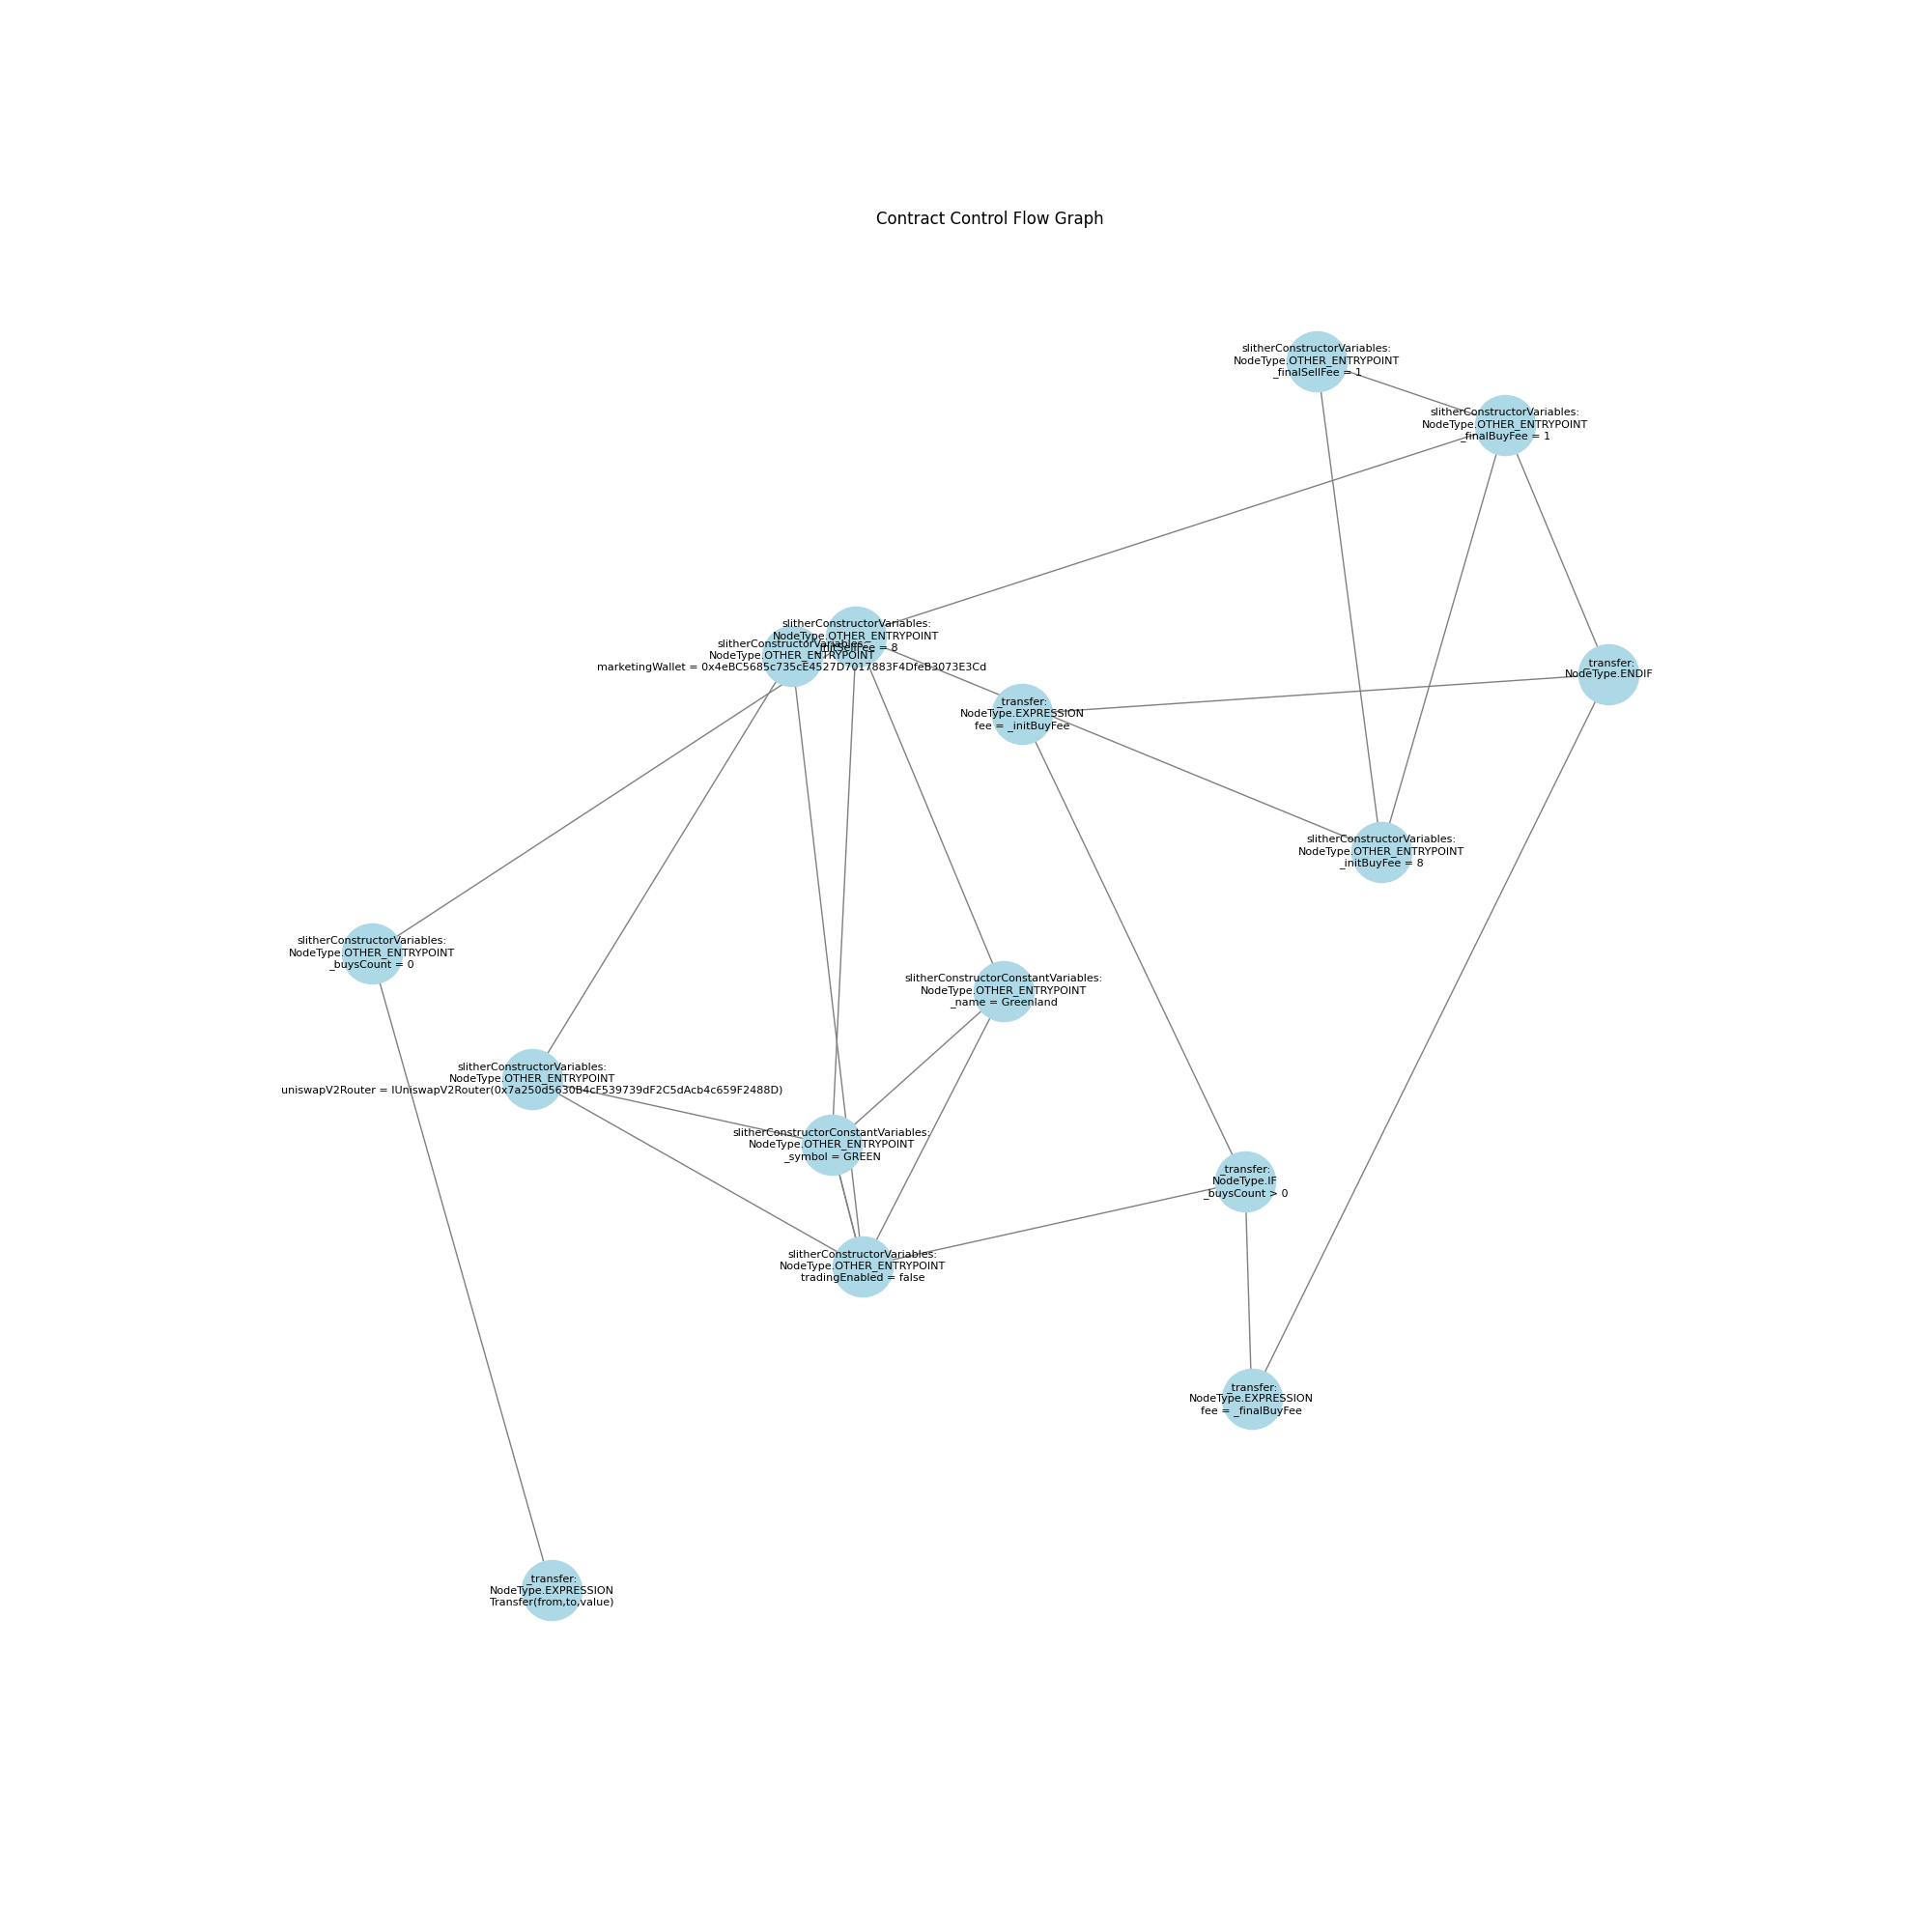 Contract Control Flow Graph
slitherConstructorVariables:
NodeType.OTHER_ENTRYPOINT
_finalSellFee = 1
slitherConstructorVariables:
NodeType.OTHER_ENTRYPOINT
_finalBuyFee = 1
slitherConstructorVariables:
NodeType.OTHER_ENTRYPOINT
_initSellFee = 8
slitherConstructorVariables:
NodeType.OTHER_ENTRYPOINT
marketingWallet = 0x4eBC5685c735cE4527D7017883F4DfeB3073E3Cd
_transfer:
NodeType.ENDIF
_transfer:
NodeType.EXPRESSION
fee = _initBuyFee
slitherConstructorVariables:
NodeType.OTHER_ENTRYPOINT
_initBuyFee = 8
slitherConstructorVariables:
NodeType.OTHER_ENTRYPOINT
_buysCount = 0
slitherConstructorConstantVariables:
NodeType.OTHER_ENTRYPOINT
_name = Greenland
slitherConstructorVariables:
NodeType.OTHER_ENTRYPOINT
uniswapV2Router = IUniswapV2Router(0x7a250d5630B4cF539739dF2C5dAcb4c659F2488D)
slitherConstructorConstantVariables:
NodeType.OTHER_ENTRYPOINT
_symbol = GREEN
_transfer:
NodeType.IF
_buysCount > 0
slitherConstructorVariables:
NodeType.OTHER_ENTRYPOINT
tradingEnabled = false
_transfer:
NodeType.EXPRESSION
fee = _finalBuyFee
_transfer:
NodeType.EXPRESSION
Transfer(from,to,value)